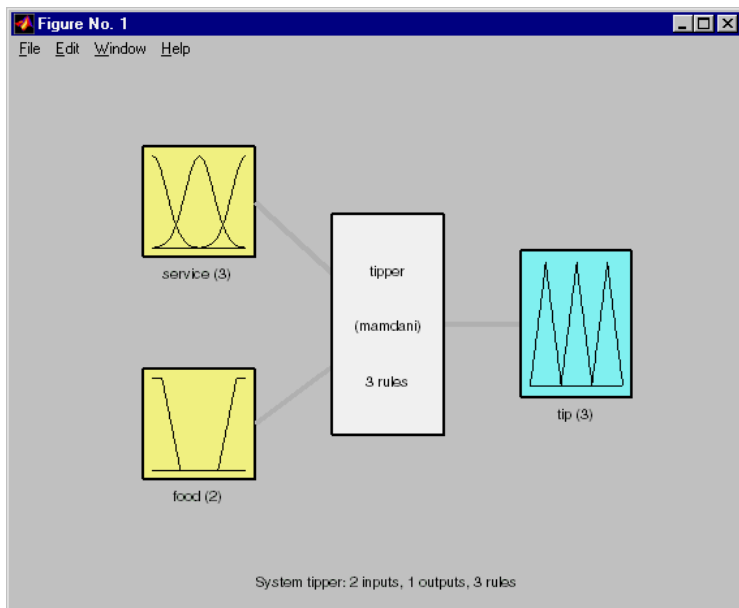 Figure No. 1
File Edit Window Help
service (3)
tipper
(mamdani)
3 rules
tip (3)
food (2)
System tipper: 2 inputs, 1 outputs, 3 rules